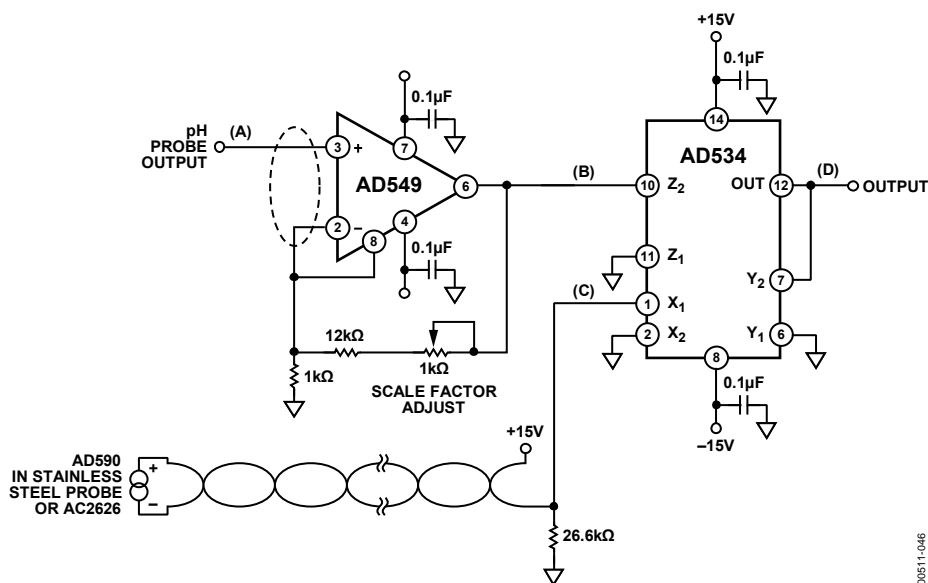 +15V
0.1µF
0.1µF
pH
PROBE
OUTPUT
(A)
3
+
7
14
AD549
AD534
6
(B)
10
Z2
OUT
12
(D)
OUTPUT
2
–
8
4
0.1µF
11
Z1
Y2
7
(C)
1
X1
12kΩ
2
X2
Y1
6
1kΩ
1kΩ
8
SCALE FACTOR
ADJUST
0.1µF
+15V
–15V
AD590
IN STAINLESS
STEEL PROBE
OR AC2626
+
–
26.6kΩ
00511-046